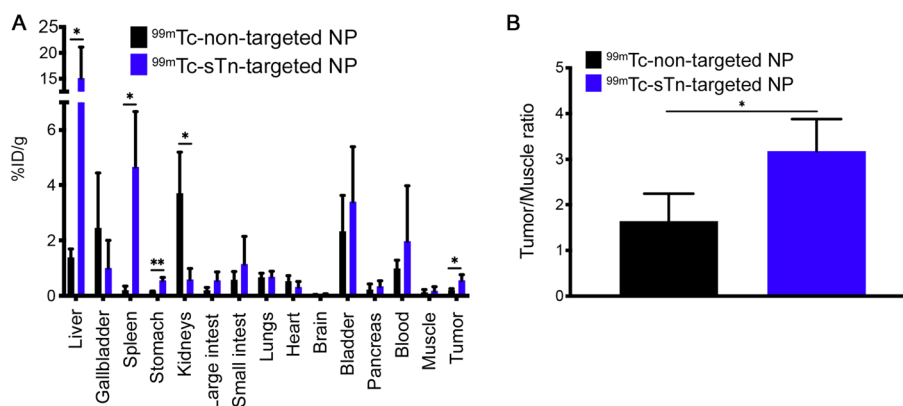 A
⁹⁹ᵐTc-non-targeted NP
⁹⁹ᵐTc-sTn-targeted NP
%ID/g
25
20
15
10
6
4
2
0
*
*
**
*
*
Liver
Gallbladder
Spleen
Stomach
Kidneys
Large intest
Small intest
Lungs
Heart
Brain
Bladder
Pancreas
Blood
Muscle
Tumor
B
⁹⁹ᵐTc-non-targeted NP
⁹⁹ᵐTc-sTn-targeted NP
Tumor/Muscle ratio
5
4
3
2
1
0
*